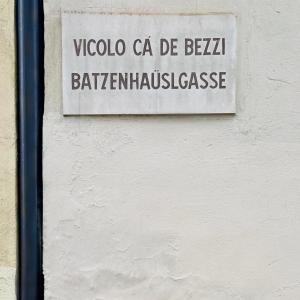 VICOLO CÁ DE BEZZI
BATZENHAÜSLGASSE